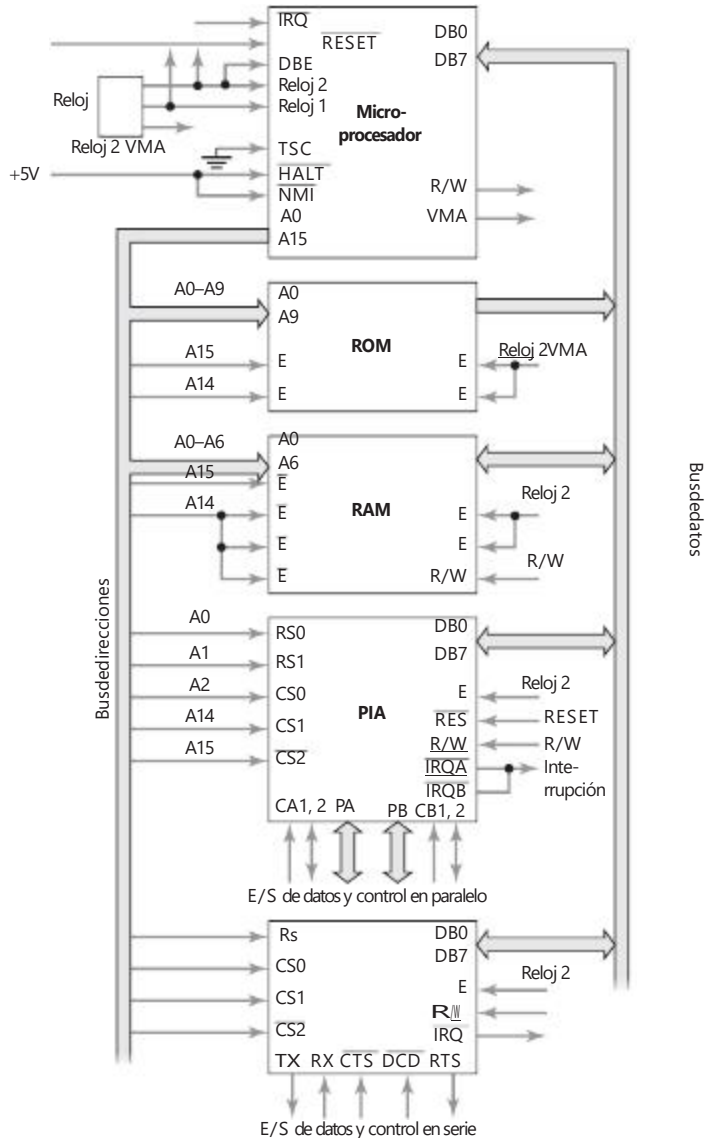 IRQ
RESET
DB0
DB7
DBE
Reloj
Reloj 2
Reloj 1
Micro-
procesador
Reloj 2 VMA
TSC
+5V
HALT
NMI
R/W
A0
VMA
A15
A0–A9
A0
A9
ROM
A15
E
E
Reloj 2VMA
A14
E
E
A0–A6
A0
A6
A15
E
RAM
A14
E
E
Reloj 2
E
E
R/W
E
R/W
Busdedatos
Busdedirecciones
A0
RS0
DB0
A1
RS1
DB7
A2
CS0
E
Reloj 2
PIA
A14
CS1
RES
RESET
A15
CS2
R/W
R/W
IRQA
Inte-
rrupción
IRQB
CA1, 2 PA
PB CB1, 2
E/S de datos y control en paralelo
Rs
DB0
DB7
CS0
Reloj 2
E
CS1
R/W
CS2
IRQ
TX RX CTS DCD RTS
E/S de datos y control en serie